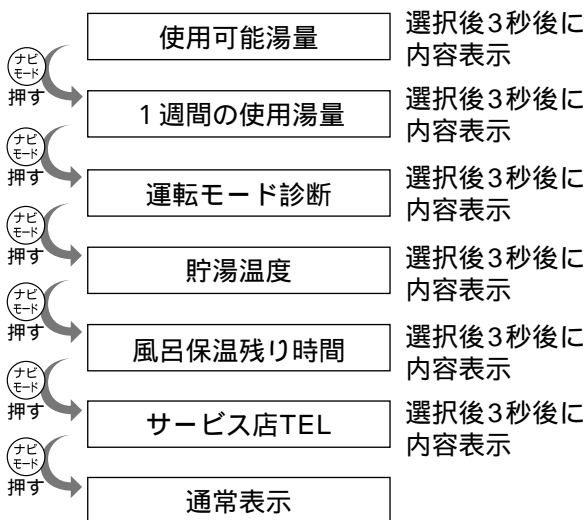 使用可能湯量
選択後3秒後に
内容表示
ナビ
モード
押す
1週間の使用湯量
選択後3秒後に
内容表示
ナビ
モード
押す
運転モード診断
選択後3秒後に
内容表示
ナビ
モード
押す
貯湯温度
選択後3秒後に
内容表示
ナビ
モード
押す
風呂保温残り時間
選択後3秒後に
内容表示
ナビ
モード
押す
サービス店TEL
選択後3秒後に
内容表示
ナビ
モード
押す
通常表示